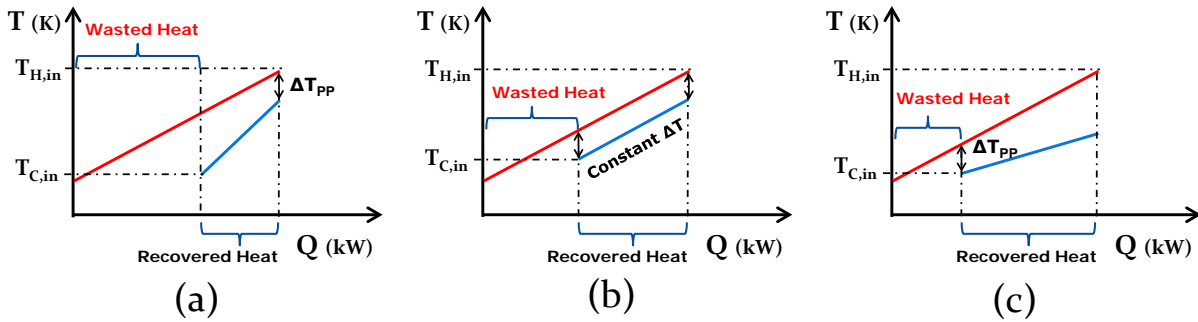 T (K)
Wasted Heat
T_H,in
ΔT_PP
T_C,in
Q (kW)
Recovered Heat
(a)
T (K)
T_H,in
Wasted Heat
Constant ΔT
T_C,in
Q (kW)
Recovered Heat
(b)
T (K)
T_H,in
Wasted Heat
ΔT_PP
T_C,in
Q (kW)
Recovered Heat
(c)